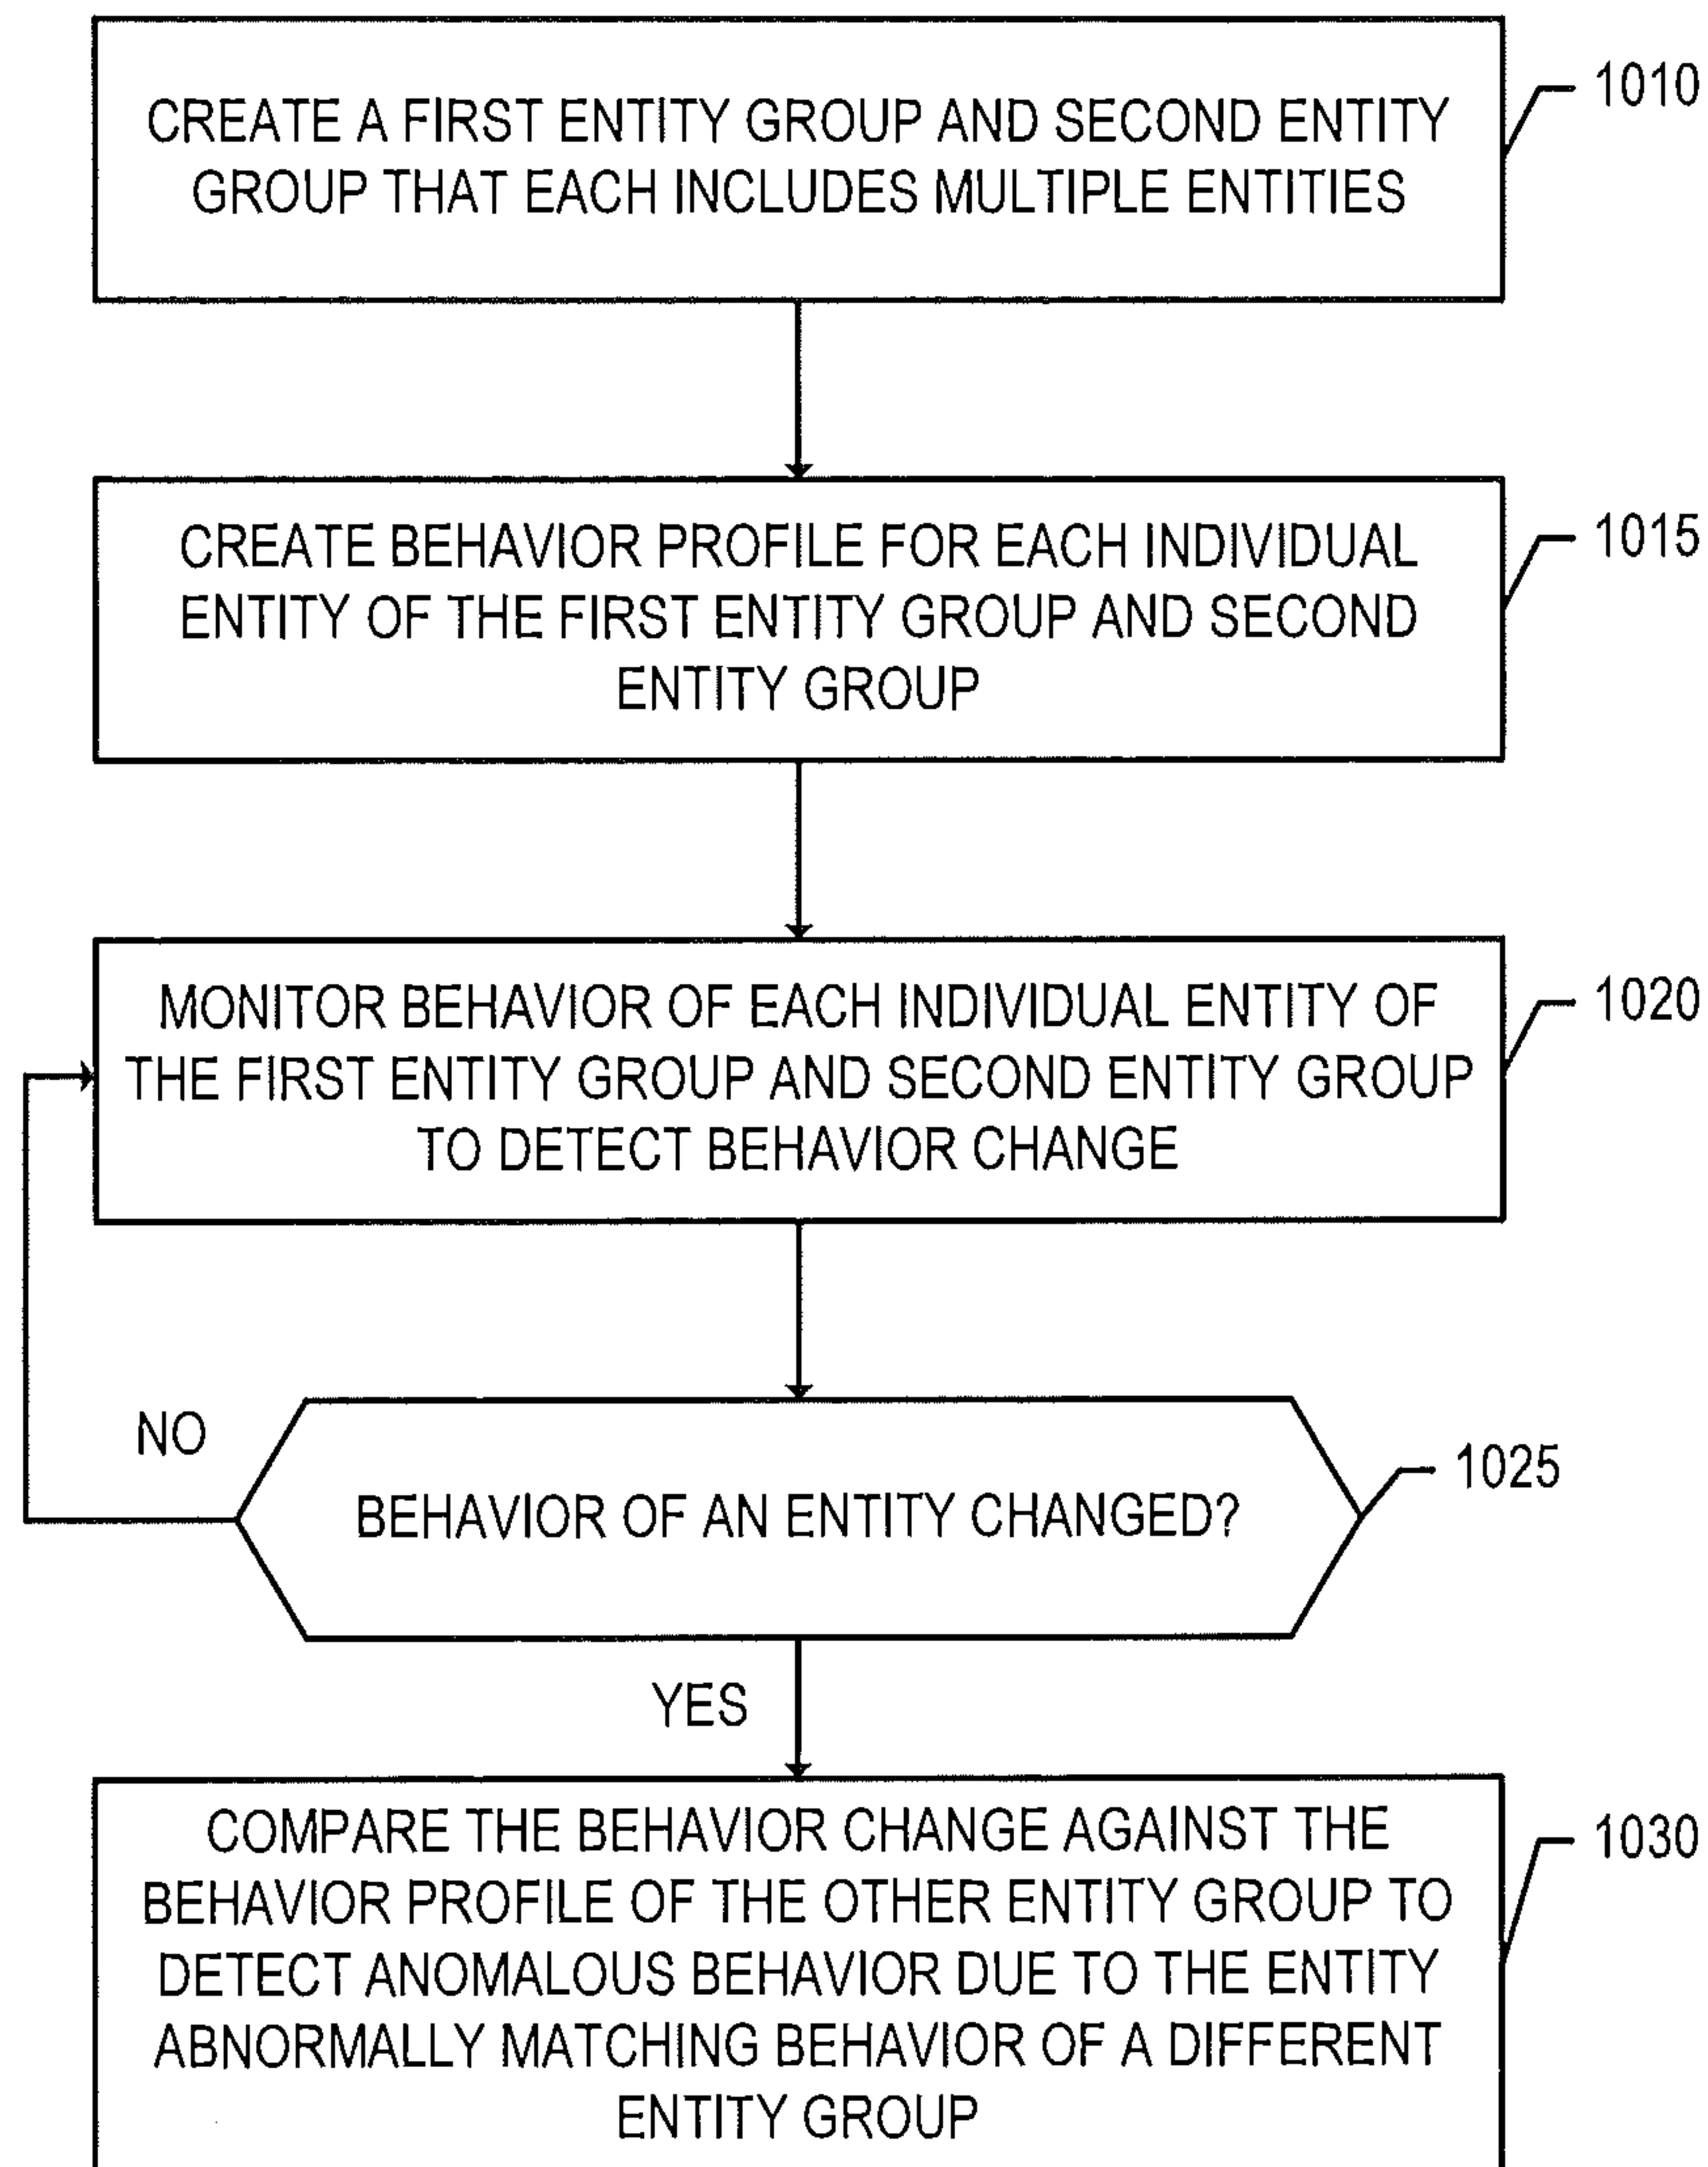 CREATE A FIRST ENTITY GROUP AND SECOND ENTITY
GROUP THAT EACH INCLUDES MULTIPLE ENTITIES
1010
CREATE BEHAVIOR PROFILE FOR EACH INDIVIDUAL
ENTITY OF THE FIRST ENTITY GROUP AND SECOND
ENTITY GROUP
1015
MONITOR BEHAVIOR OF EACH INDIVIDUAL ENTITY OF
THE FIRST ENTITY GROUP AND SECOND ENTITY GROUP
TO DETECT BEHAVIOR CHANGE
1020
NO
BEHAVIOR OF AN ENTITY CHANGED?
1025
YES
COMPARE THE BEHAVIOR CHANGE AGAINST THE
BEHAVIOR PROFILE OF THE OTHER ENTITY GROUP TO
DETECT ANOMALOUS BEHAVIOR DUE TO THE ENTITY
ABNORMALLY MATCHING BEHAVIOR OF A DIFFERENT
ENTITY GROUP
1030